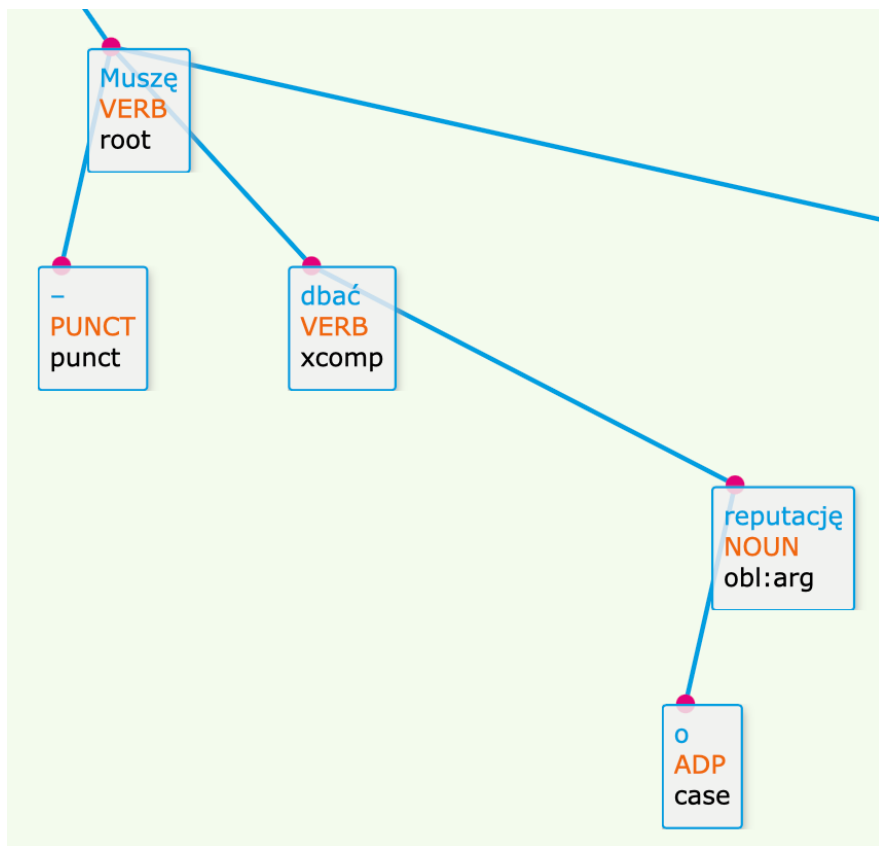 Muszę
VERB
root
–
PUNCT
punct
dbać
VERB
xcomp
reputację
NOUN
obl:arg
o
ADP
case